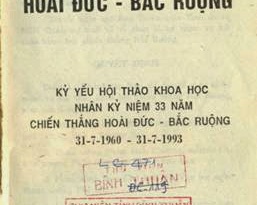 HOÀI ĐỨC - BẮC RUỘNG
KỶ YẾU HỘI THẢO KHOA HỌC
NHÂN KỶ NIỆM 33 NĂM
CHIẾN THẮNG HOÀI ĐỨC - BẮC RUỘNG
31-7-1960 - 31-7-1993
BÌNH THUẬN